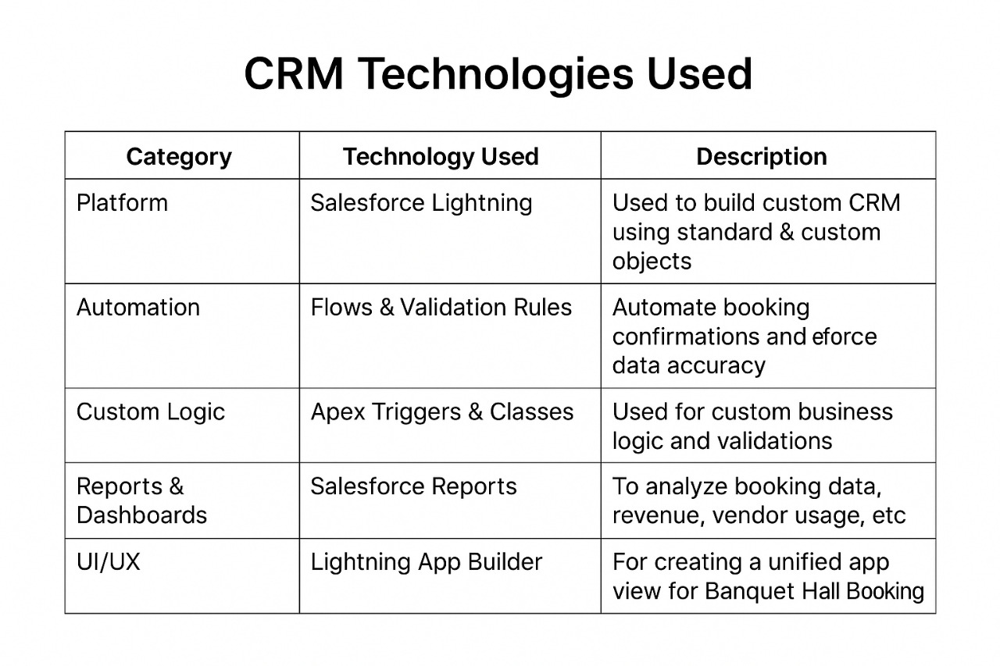 CRM Technologies Used
Category Technology Used Description
Platform Salesforce Lightning Used to build custom CRM
using standard & custom
objects
Automation Flows & Validation Rules Automate booking
confirmations and eforce
data accuracy
Custom Logic Apex Triggers & Classes Used for custom business
logic and validations
Reports & Salesforce Reports To analyze booking data,
Dashboards revenue, vendor usage, etc
UI/UX Lightning App Builder For creating a unified app
view for Banquet Hall Booking